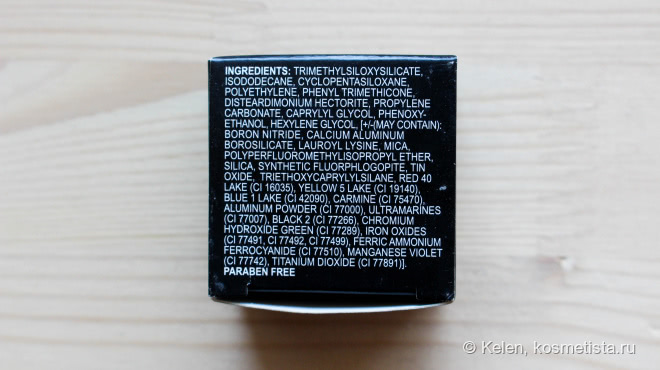 INGREDIENTS: TRIMETHYLSILOXYSILICATE,
ISODODECANE, CYCLOPENTASILOXANE,
POLYETHYLENE, PHENYL TRIMETHICONE,
DISTEARDIMONIUM HECTORITE, PROPYLENE
CARBONATE, CAPRYLYL GLYCOL, PHENOXY-
ETHANOL, HEXYLENE GLYCOL, [+/-(MAY CONTAIN):
BORON NITRIDE, CALCIUM ALUMINUM
BOROSILICATE, LAUROYL LYSINE, MICA,
POLYPERFLUOROMETHYLISOPROPYL ETHER,
SILICA, SYNTHETIC FLUORPHLOGOPITE, TIN
OXIDE, TRIETHOXYCAPRYLYLSILANE, RED 40
LAKE (CI 16035), YELLOW 5 LAKE (CI 19140),
BLUE 1 LAKE (CI 42090), CARMINE (CI 75470),
ALUMINUM POWDER (CI 77000), ULTRAMARINES
(CI 77007), BLACK 2 (CI 77266), CHROMIUM
HYDROXIDE GREEN (CI 77289), IRON OXIDES
(CI 77491, CI 77492, CI 77499), FERRIC AMMONIUM
FERROCYANIDE (CI 77510), MANGANESE VIOLET
(CI 77742), TITANIUM DIOXIDE (CI 77891)].
PARABEN FREE
© Kelen, kosmetista.ru